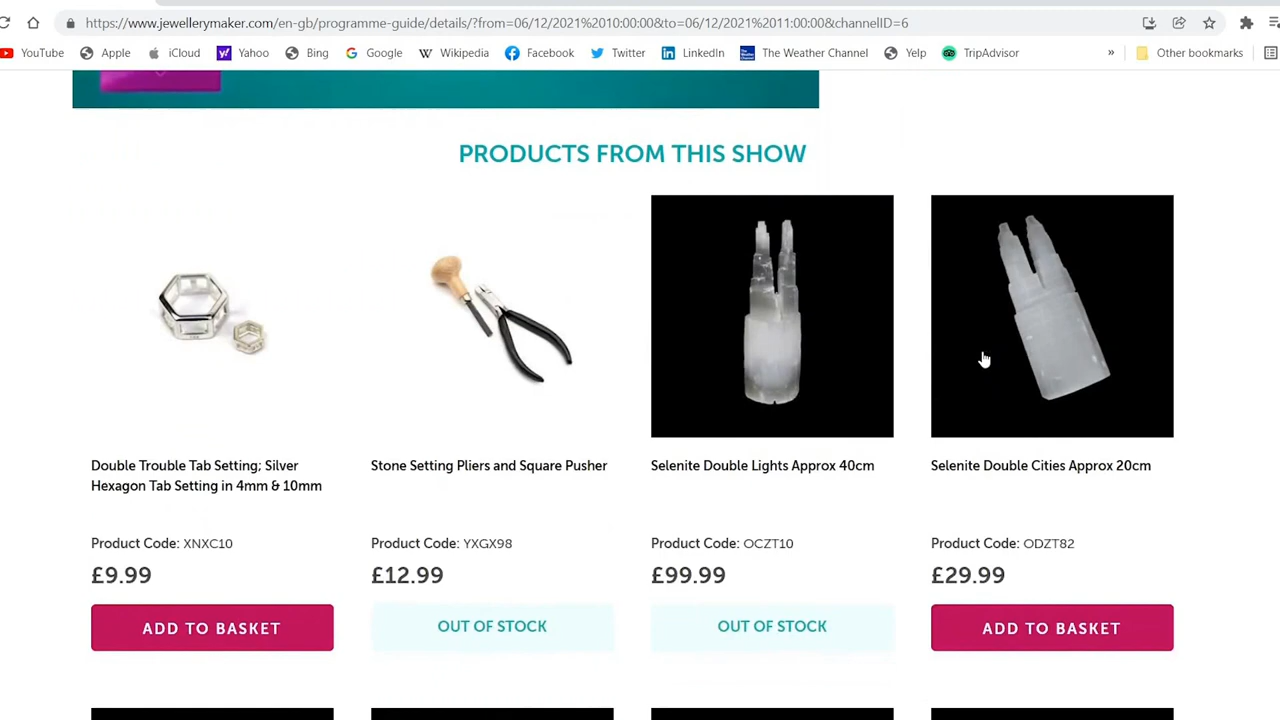 https://www.jewellerymaker.com/en-gb/programme-guide/details/?from=06/12/2021%2010:00:00&to=06/12/2021%2011:00:00&channelID=6
YouTube Apple iCloud Yahoo Bing Google Wikipedia Facebook Twitter LinkedIn The Weather Channel Yelp TripAdvisor » Other bookmarks
PRODUCTS FROM THIS SHOW
Double Trouble Tab Setting; Silver
Hexagon Tab Setting in 4mm & 10mm
Product Code: XNXC10
£9.99
ADD TO BASKET
Stone Setting Pliers and Square Pusher
Product Code: YXGX98
£12.99
OUT OF STOCK
Selenite Double Lights Approx 40cm
Product Code: OCZT10
£99.99
OUT OF STOCK
Selenite Double Cities Approx 20cm
Product Code: ODZT82
£29.99
ADD TO BASKET